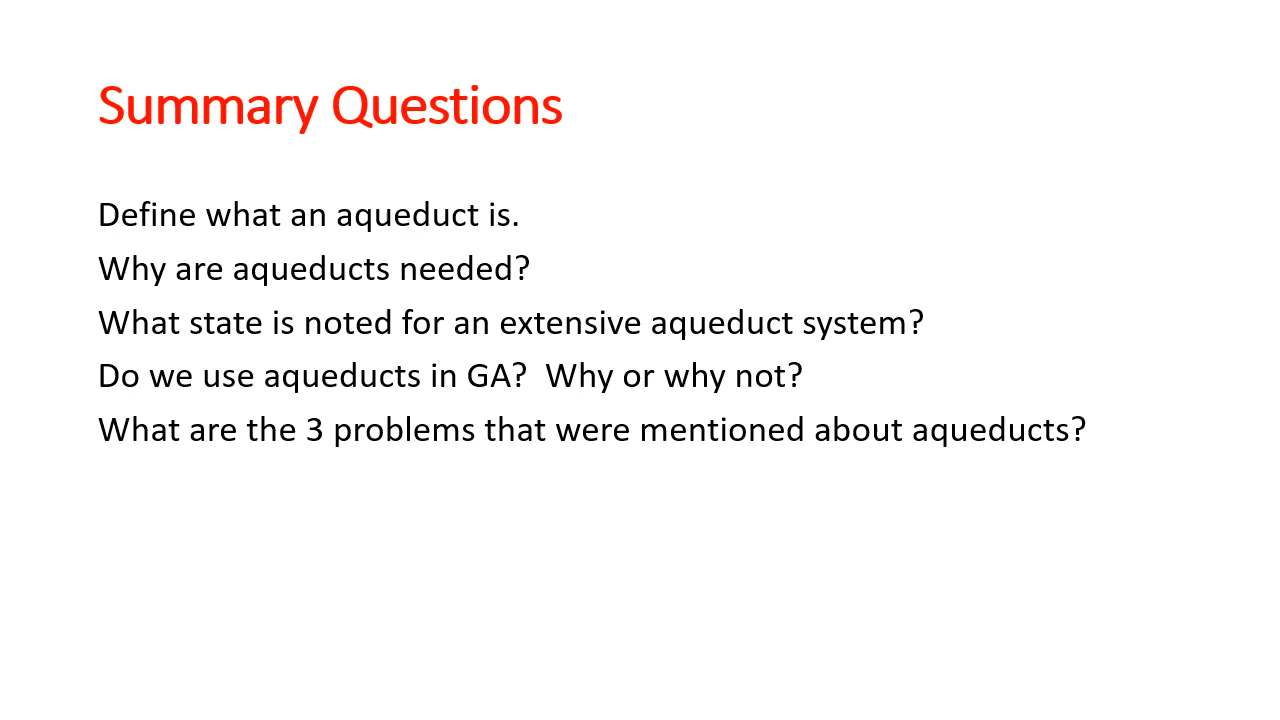 Summary Questions
Define what an aqueduct is.
Why are aqueducts needed?
What state is noted for an extensive aqueduct system?
Do we use aqueducts in GA?  Why or why not?
What are the 3 problems that were mentioned about aqueducts?